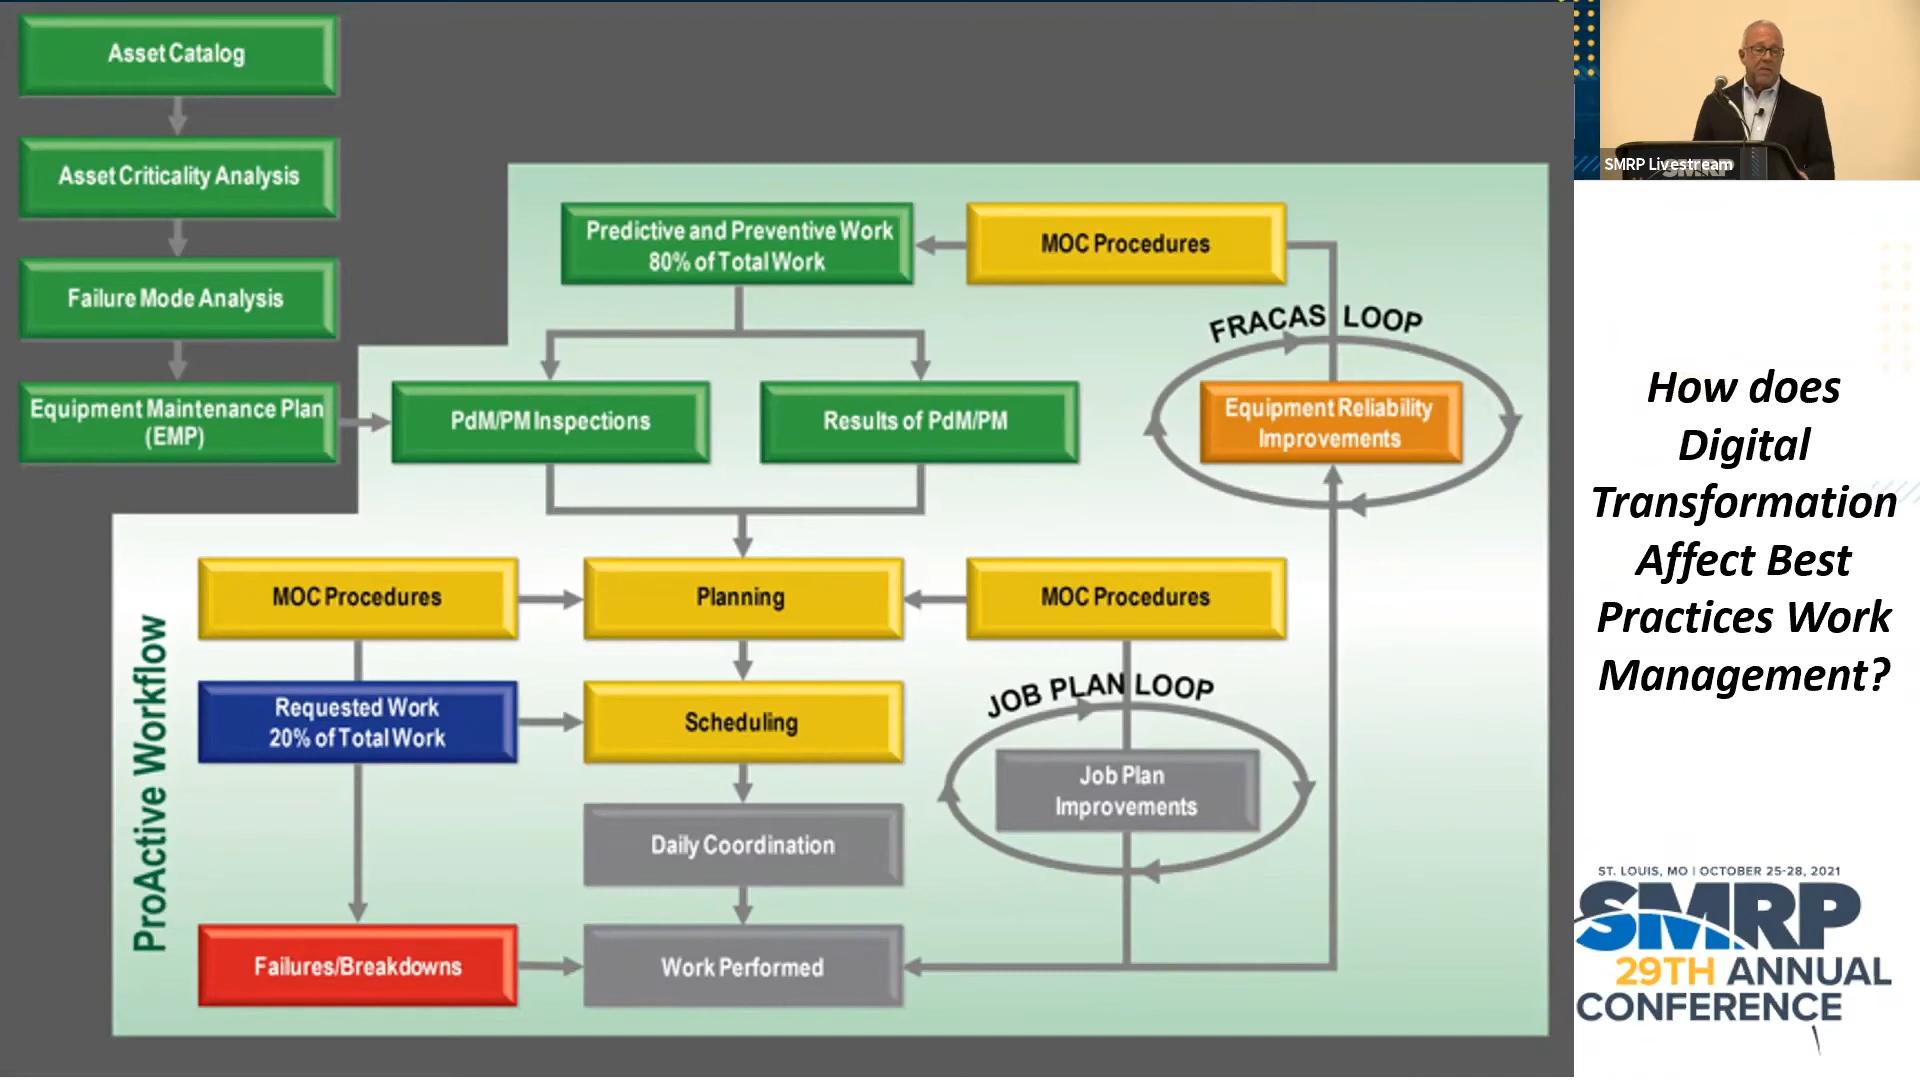 Asset Catalog
Asset Criticality Analysis
Failure Mode Analysis
Equipment Maintenance Plan
(EMP)
Predictive and Preventive Work
80% of Total Work
MOC Procedures
FRACAS LOOP
PdM/PM Inspections
Results of PdM/PM
Equipment Reliability
Improvements
ProActive Workflow
MOC Procedures
Planning
MOC Procedures
Requested Work
20% of Total Work
Scheduling
JOB PLAN LOOP
Job Plan
Improvements
Daily Coordination
Failures/Breakdowns
Work Performed
SMRP Livestream
SMRP
How does
Digital
Transformation
Affect Best
Practices Work
Management?
ST. LOUIS, MO | OCTOBER 25-28, 2021
SMRP
29TH ANNUAL
CONFERENCE